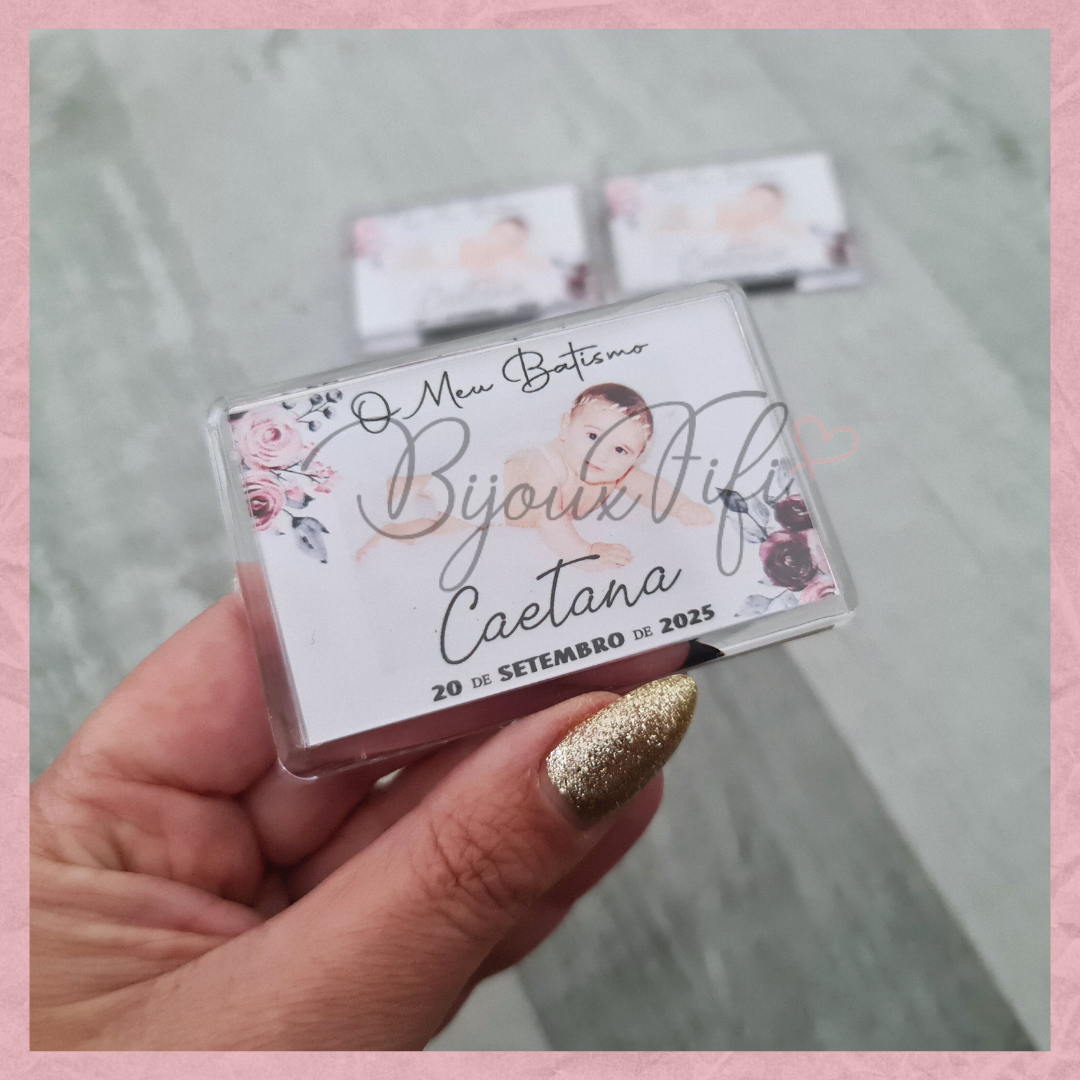 O Meu Batismo
Bijoux Fifi
Caetana
20 DE SETEMBRO DE 2025